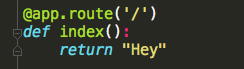 @app.route('/')
def index():
    return "Hey"